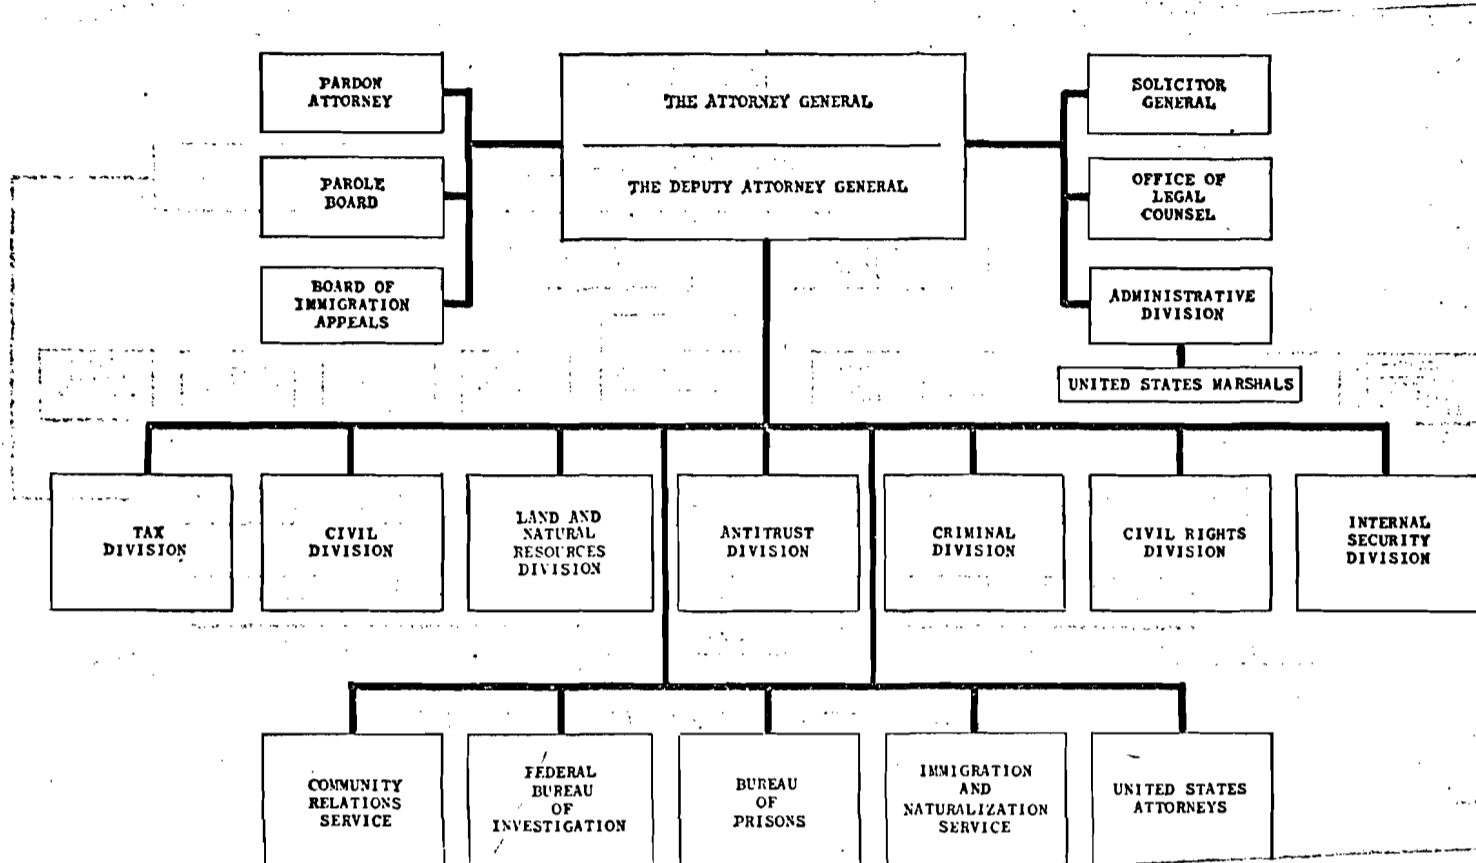 PARDON
ATTORNEY
THE ATTORNEY GENERAL
SOLICITOR
GENERAL
PAROLE
BOARD
THE DEPUTY ATTORNEY GENERAL
OFFICE OF
LEGAL
COUNSEL
BOARD OF
IMMIGRATION
APPEALS
ADMINISTRATIVE
DIVISION
UNITED STATES MARSHALS
TAX
DIVISION
CIVIL
DIVISION
LAND AND
NATURAL
RESOURCES
DIVISION
ANTITRUST
DIVISION
CRIMINAL
DIVISION
CIVIL RIGHTS
DIVISION
INTERNAL
SECURITY
DIVISION
COMMUNITY
RELATIONS
SERVICE
FEDERAL
BUREAU
OF
INVESTIGATION
BUREAU
OF
PRISONS
IMMIGRATION
AND
NATURALIZATION
SERVICE
UNITED STATES
ATTORNEYS